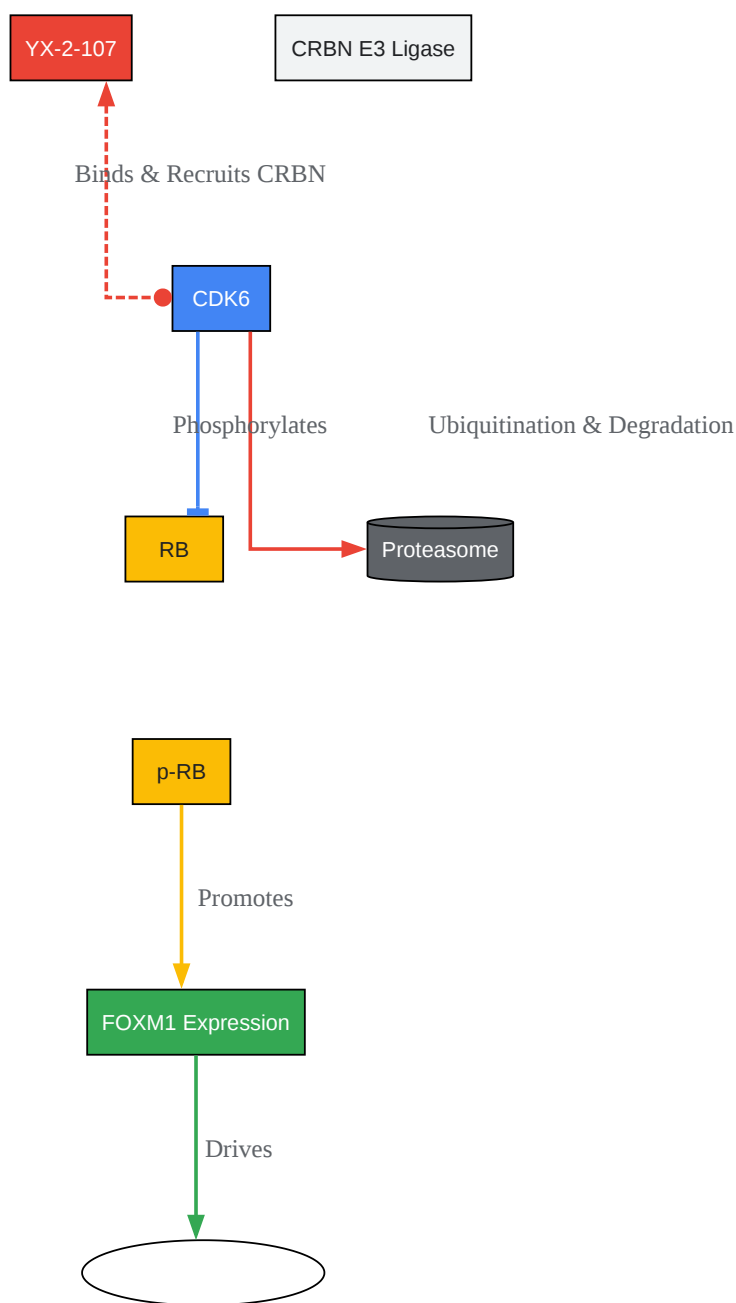 YX-2-107
CRBN E3 Ligase
Binds & Recruits CRBN
CDK6
Phosphorylates
Ubiquitination & Degradation
RB
Proteasome
p-RB
Promotes
FOXM1 Expression
Drives